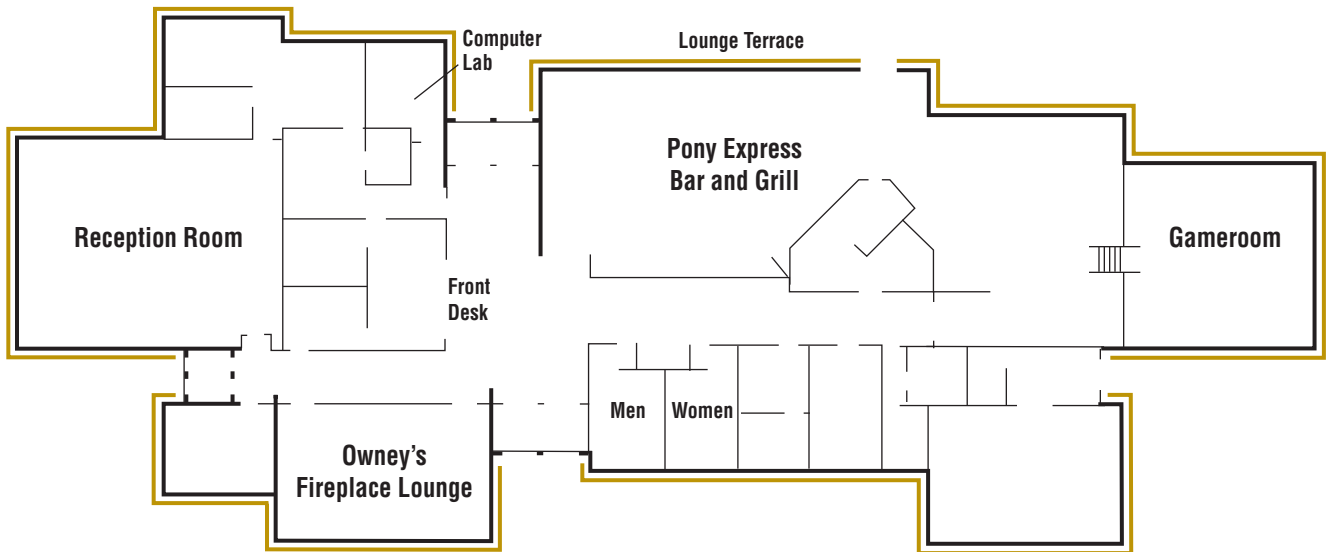 Computer
Lab
Lounge Terrace
Pony Express
Bar and Grill
Reception Room
Gameroom
Front
Desk
Men
Women
Owney's
Fireplace Lounge